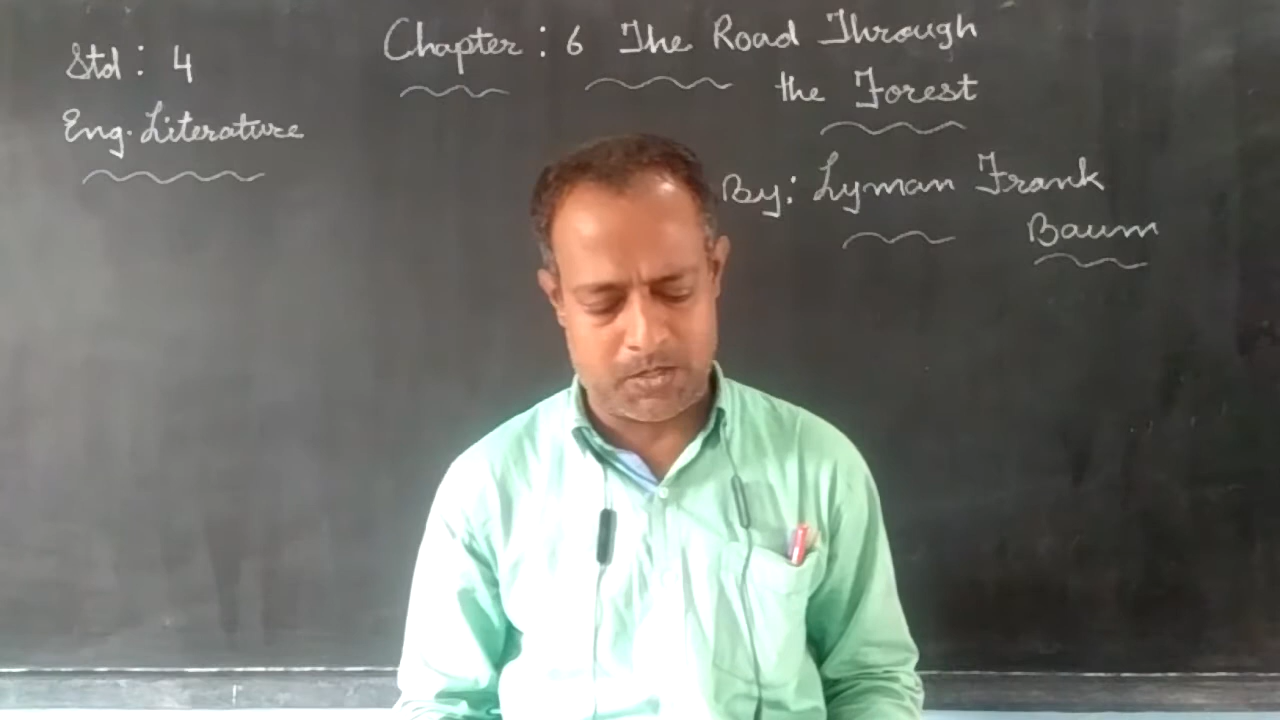 Std : 4
Eng. Literature
Chapter : 6 The Road Through
the Forest
By: Lyman Frank
Baum